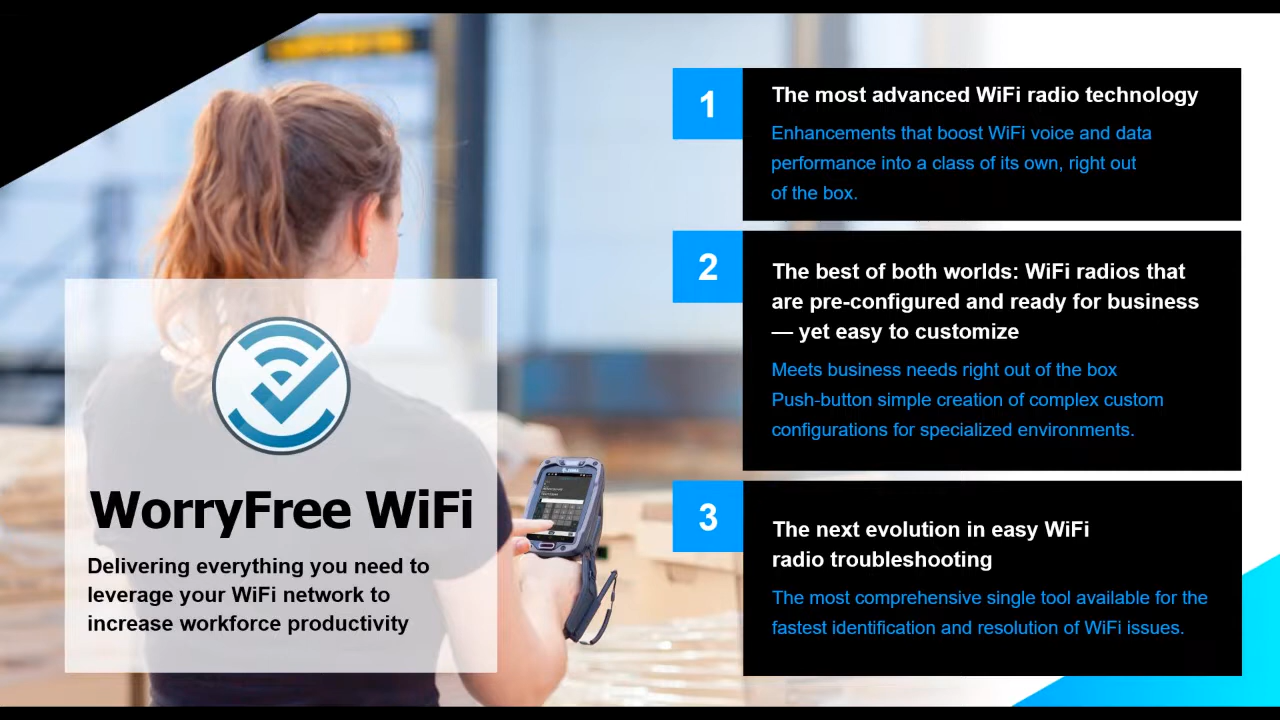 WorryFree WiFi
Delivering everything you need to
leverage your WiFi network to
increase workforce productivity
1
The most advanced WiFi radio technology
Enhancements that boost WiFi voice and data
performance into a class of its own, right out
of the box.
2
The best of both worlds: WiFi radios that
are pre-configured and ready for business
— yet easy to customize
Meets business needs right out of the box
Push-button simple creation of complex custom
configurations for specialized environments.
3
The next evolution in easy WiFi
radio troubleshooting
The most comprehensive single tool available for the
fastest identification and resolution of WiFi issues.